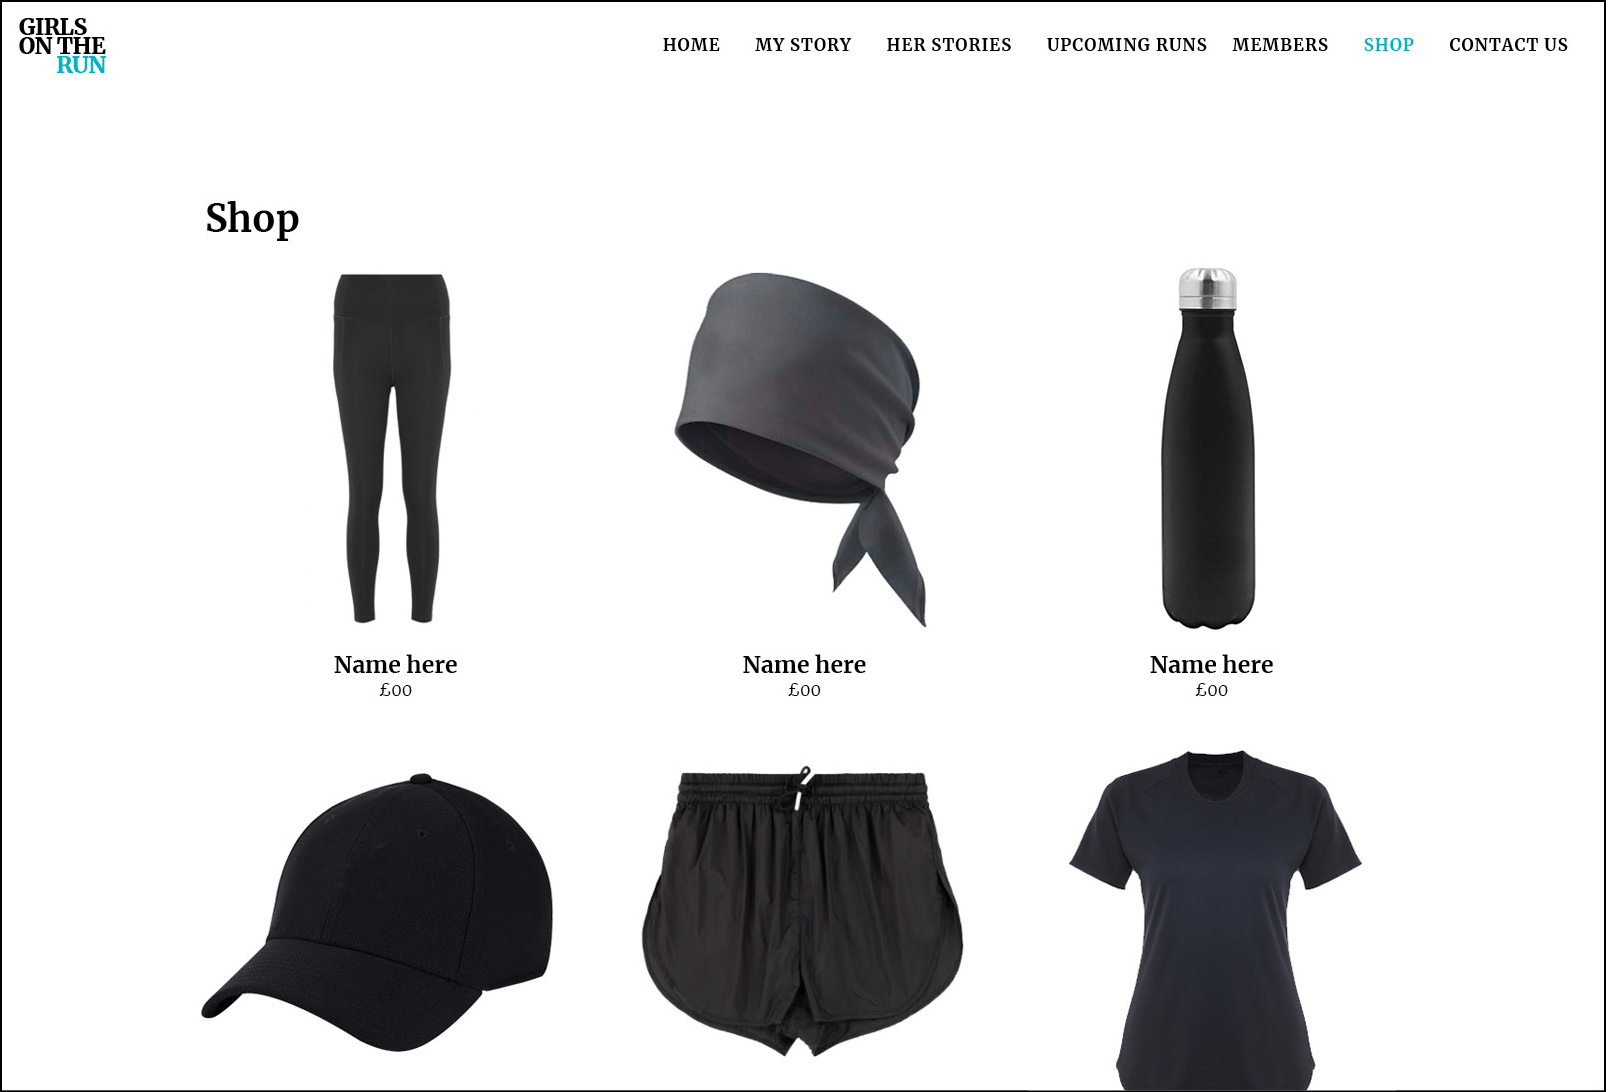 GIRLS
ON THE
RUN
HOME MY STORY HER STORIES UPCOMING RUNS MEMBERS SHOP CONTACT US
Shop
Name here Name here Name here
£00 £00 £00